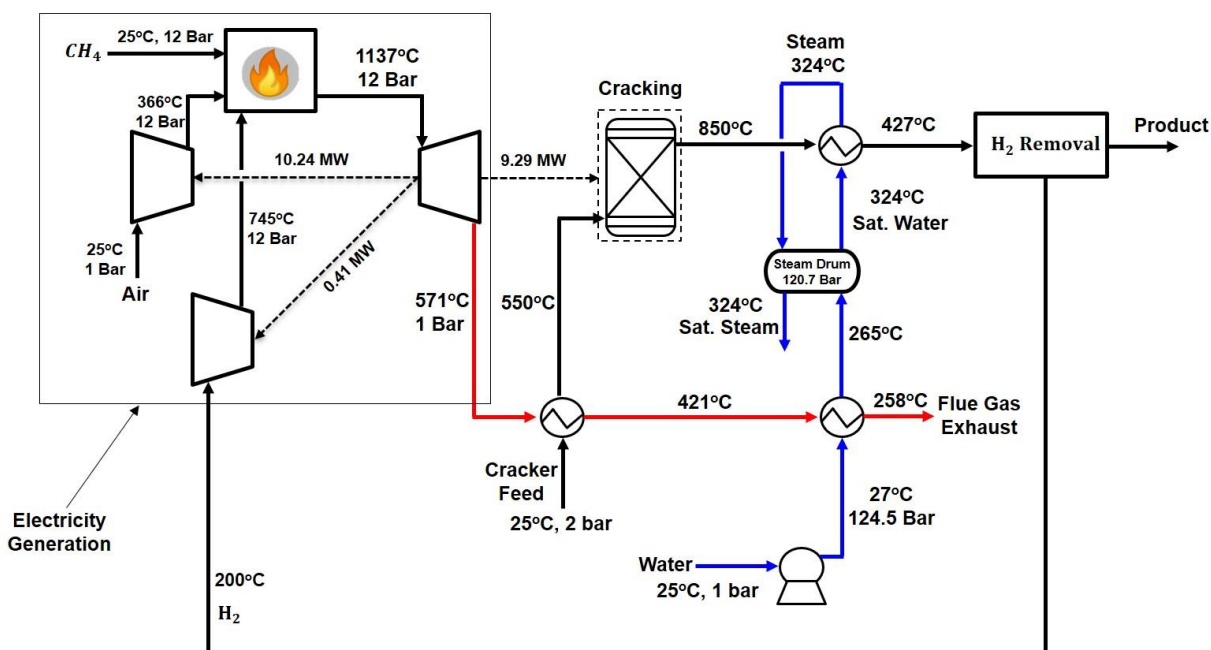 CH₄
25°C, 12 Bar
366°C
12 Bar
1137°C
12 Bar
10.24 MW
9.29 MW
745°C
12 Bar
0.41 MW
25°C
1 Bar
Air
571°C
1 Bar
Electricity
Generation
200°C
H₂
Cracking
850°C
550°C
Cracker
Feed
25°C, 2 bar
421°C
Steam
324°C
427°C
324°C
Sat. Water
Steam Drum
120.7 Bar
324°C
Sat. Steam
265°C
258°C
Flue Gas
Exhaust
27°C
124.5 Bar
Water
25°C, 1 bar
H₂ Removal
Product